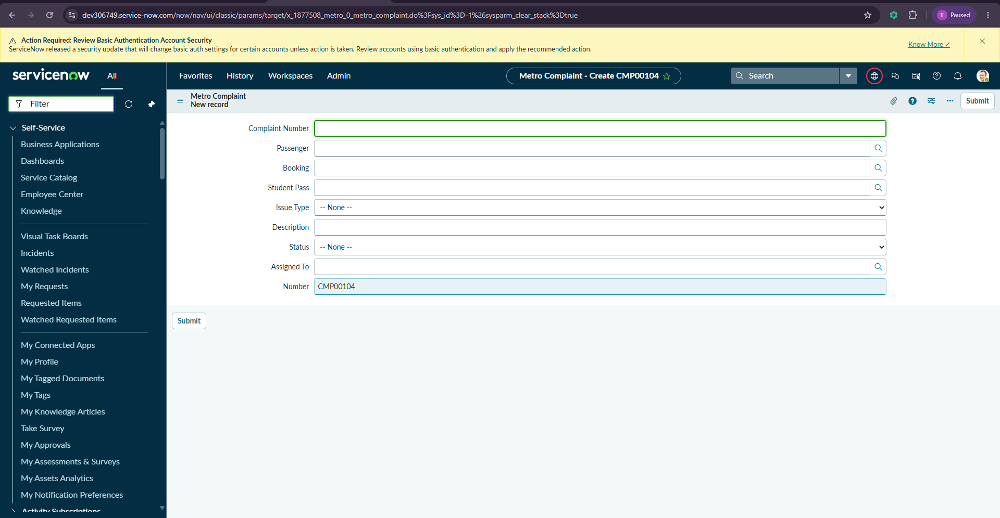 dev306749.service-now.com/now/nav/ui/classic/params/target/x_1877508_metro_0_metro_complaint.do%3Fsys_id%3D-1%26sysparm_clear_stack%3Dtrue
E Paused
Action Required: Review Basic Authentication Account Security
ServiceNow released a security update that will change basic auth settings for certain accounts unless action is taken. Review accounts using basic authentication and apply the recommended action.
Know More
servicenow
All
Favorites
History
Workspaces
Admin
Metro Complaint - Create CMP00104
Search
Filter
Metro Complaint
New record
Submit
Self-Service
Business Applications
Dashboards
Service Catalog
Employee Center
Knowledge
Visual Task Boards
Incidents
Watched Incidents
My Requests
Requested Items
Watched Requested Items
My Connected Apps
My Profile
My Tagged Documents
My Tags
My Knowledge Articles
Take Survey
My Approvals
My Assessments & Surveys
My Assets Analytics
My Notification Preferences
Activity Subscriptions
Complaint Number
Passenger
Booking
Student Pass
Issue Type -- None --
Description
Status -- None --
Assigned To
Number CMP00104
Submit